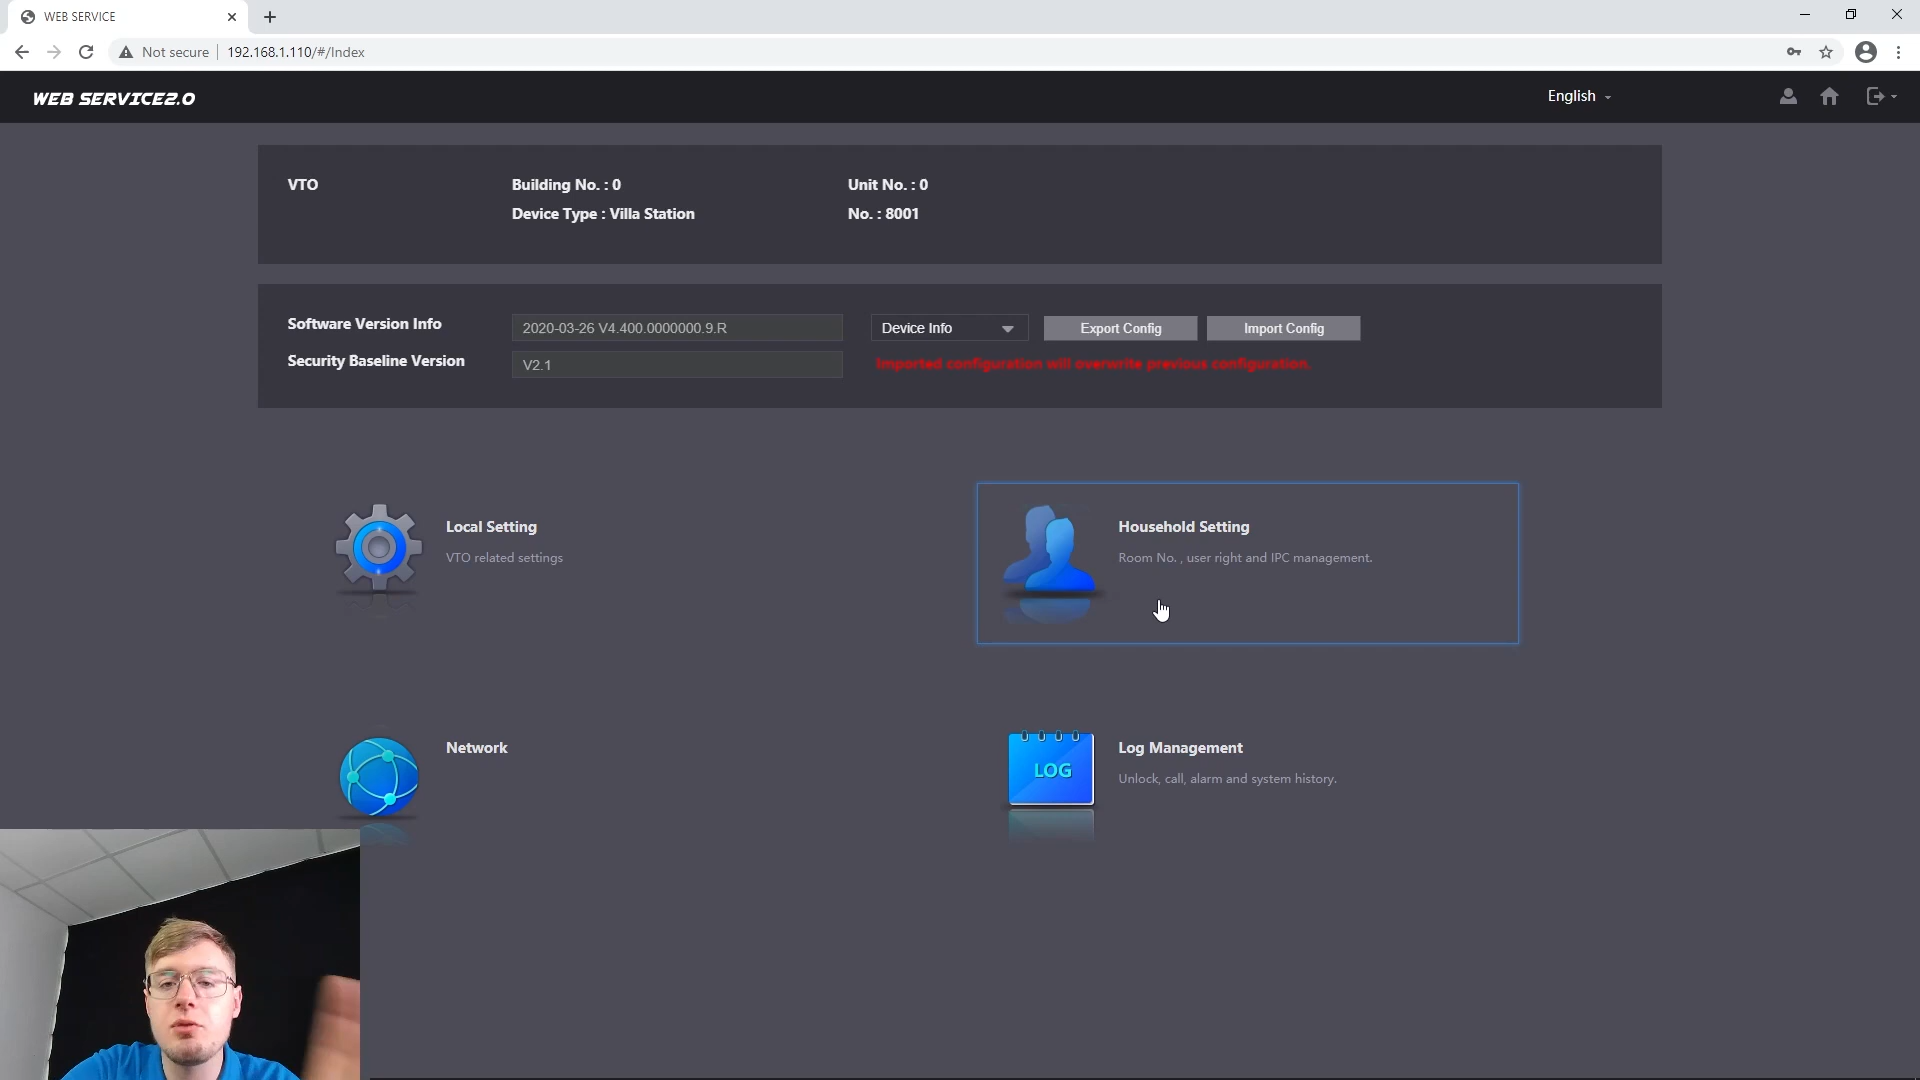 WEB SERVICE
Not secure
192.168.1.110/#/Index
WEB SERVICE2.0
English
VTO
Building No. : 0
Unit No. : 0
Device Type : Villa Station
No. : 8001
Software Version Info
2020-03-26 V4.400.0000000.9.R
Device Info
Export Config
Import Config
Security Baseline Version
V2.1
Imported configuration will overwrite previous configuration.
Local Setting
VTO related settings
Household Setting
Room No. , user right and IPC management.
Network
LOG
Log Management
Unlock, call, alarm and system history.